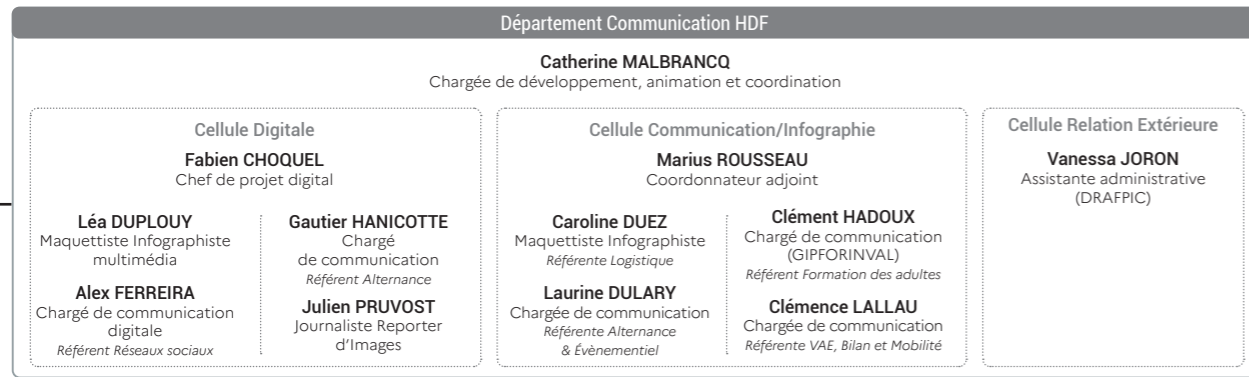 Département Communication HDF
Catherine MALBRANCQ
Chargée de développement, animation et coordination
Cellule Digitale
Fabien CHOQUEL
Chef de projet digital
Léa DUPLOUY
Maquettiste Infographiste
multimédia
Alex FERREIRA
Chargé de communication
digitale
Référent Réseaux sociaux
Gautier HANICOTTE
Chargé
de communication
Référent Alternance
Julien PRUVOST
Journaliste Reporter
d'Images
Cellule Communication/Infographie
Marius ROUSSEAU
Coordonnateur adjoint
Caroline DUEZ
Maquettiste Infographiste
Référente Logistique
Laurine DULARY
Chargée de communication
Référente Alternance
& Évènementiel
Clément HADOUX
Chargé de communication
(GIPFORINVAL)
Référent Formation des adultes
Clémence LALLAU
Chargée de communication
Référente VAE, Bilan et Mobilité
Cellule Relation Extérieure
Vanessa JORON
Assistante administrative
(DRAFPIC)